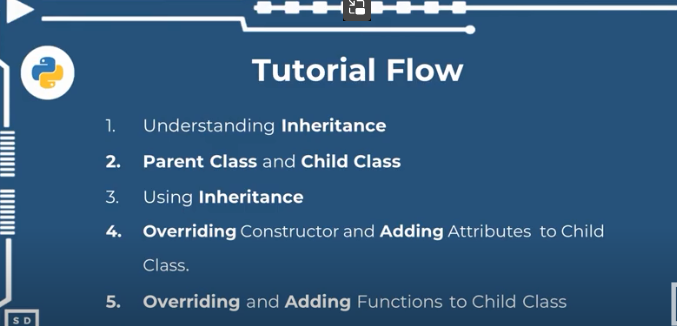 Tutorial Flow
1. Understanding Inheritance
2. Parent Class and Child Class
3. Using Inheritance
4. Overriding Constructor and Adding Attributes to Child
Class.
5. Overriding and Adding Functions to Child Class
S D